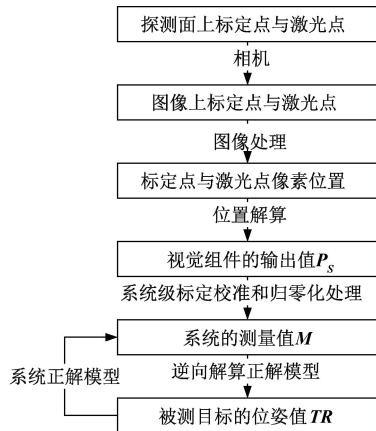 探测面上标定点与激光点
相机
图像上标定点与激光点
图像处理
标定点与激光点像素位置
位置解算
视觉组件的输出值P_S
系统级标定校准和归零化处理
系统的测量值M
系统正解模型
逆向解算正解模型
被测目标的位姿值TR